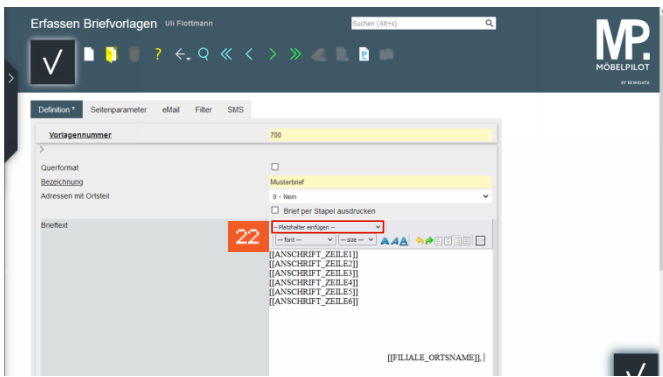 Erfassen Briefvorlagen Uli Flottmann
Suchen (Alt+s)
MP.
MÖBELPILOT
BY BEWIDATA
Definition * Seitenparameter eMail Filter SMS
Vorlagennummer 700
Querformat
Bezeichnung Musterbrief
Adressen mit Ortsteil 0 - Nein
Brief per Stapel ausdrucken
Brieftext
22
-- Platzhalter einfügen --
-- font -- -- size --
[[ANSCHRIFT_ZEILE1]]
[[ANSCHRIFT_ZEILE2]]
[[ANSCHRIFT_ZEILE3]]
[[ANSCHRIFT_ZEILE4]]
[[ANSCHRIFT_ZEILE5]]
[[ANSCHRIFT_ZEILE6]]
[[FILIALE_ORTSNAME]],